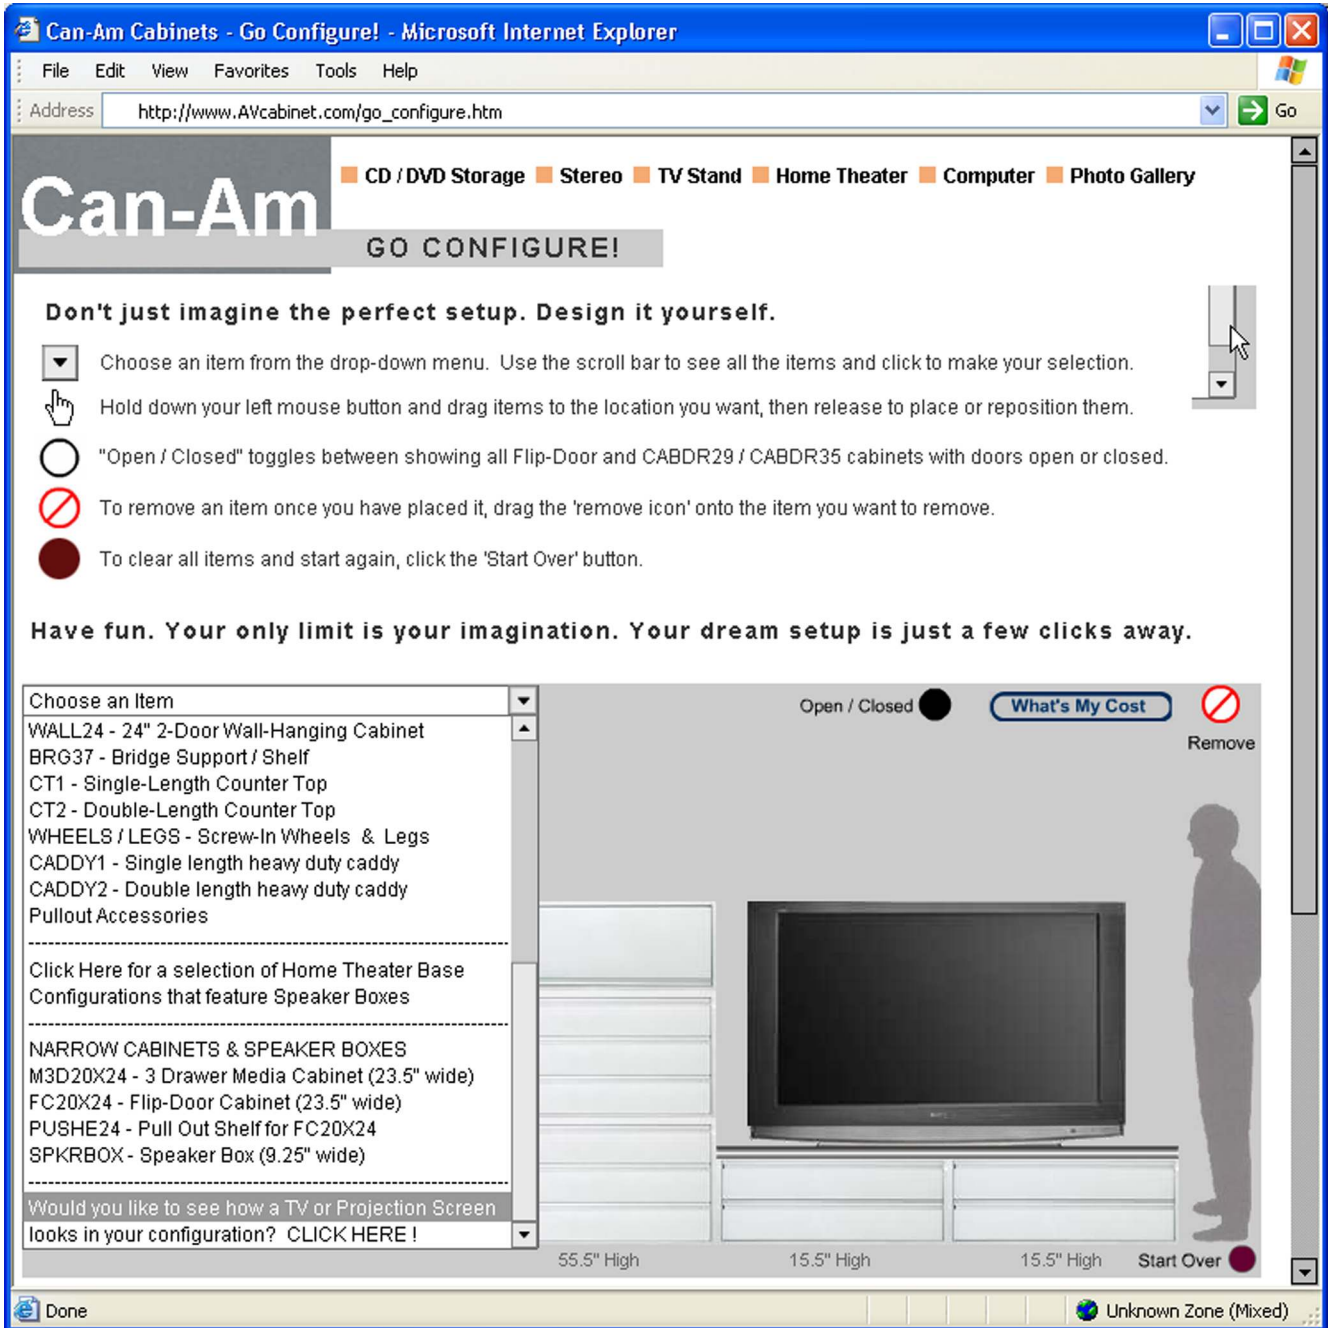 Can-Am Cabinets - Go Configure! - Microsoft Internet Explorer
File Edit View Favorites Tools Help
Address http://www.AVcabinet.com/go_configure.htm Go
CD / DVD Storage Stereo TV Stand Home Theater Computer Photo Gallery
Can-Am
GO CONFIGURE!
Don't just imagine the perfect setup. Design it yourself.
Choose an item from the drop-down menu. Use the scroll bar to see all the items and click to make your selection.
Hold down your left mouse button and drag items to the location you want, then release to place or reposition them.
"Open / Closed" toggles between showing all Flip-Door and CABDR29 / CABDR35 cabinets with doors open or closed.
To remove an item once you have placed it, drag the 'remove icon' onto the item you want to remove.
To clear all items and start again, click the 'Start Over' button.
Have fun. Your only limit is your imagination. Your dream setup is just a few clicks away.
Choose an Item
WALL24 - 24" 2-Door Wall-Hanging Cabinet
BRG37 - Bridge Support / Shelf
CT1 - Single-Length Counter Top
CT2 - Double-Length Counter Top
WHEELS / LEGS - Screw-In Wheels & Legs
CADDY1 - Single length heavy duty caddy
CADDY2 - Double length heavy duty caddy
Pullout Accessories
Click Here for a selection of Home Theater Base
Configurations that feature Speaker Boxes
NARROW CABINETS & SPEAKER BOXES
M3D20X24 - 3 Drawer Media Cabinet (23.5" wide)
FC20X24 - Flip-Door Cabinet (23.5" wide)
PUSHE24 - Pull Out Shelf for FC20X24
SPKRBOX - Speaker Box (9.25" wide)
Would you like to see how a TV or Projection Screen
looks in your configuration? CLICK HERE !
Open / Closed What's My Cost
Remove
55.5" High 15.5" High 15.5" High Start Over
Done Unknown Zone (Mixed)